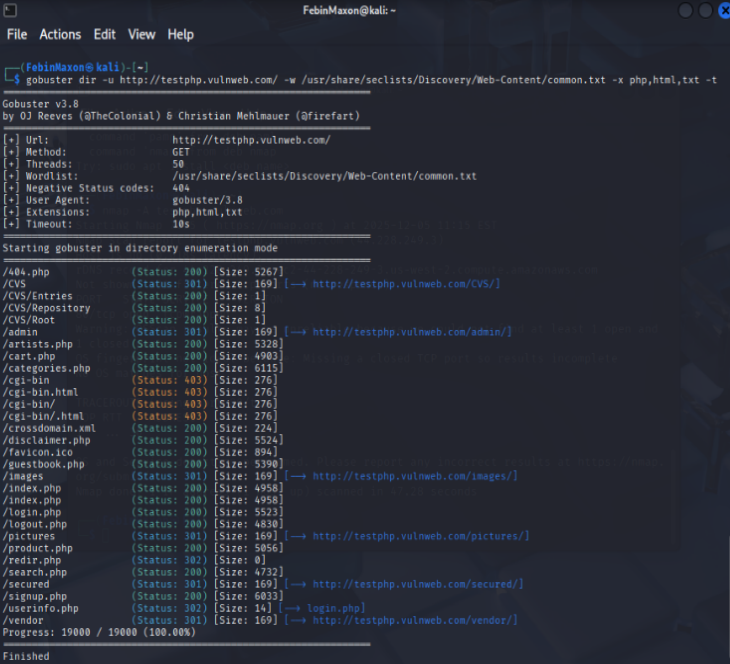 FebinMaxon@kali: ~
File Actions Edit View Help
┌──(FebinMaxon㉿kali)-[~]
└─$ gobuster dir -u http://testphp.vulnweb.com/ -w /usr/share/seclists/Discovery/Web-Content/common.txt -x php,html,txt -t
===============================================================
Gobuster v3.8
by OJ Reeves (@TheColonial) & Christian Mehlmauer (@firefart)
===============================================================
[+] Url: http://testphp.vulnweb.com/
[+] Method: GET
[+] Threads: 50
[+] Wordlist: /usr/share/seclists/Discovery/Web-Content/common.txt
[+] Negative Status codes: 404
[+] User Agent: gobuster/3.8
[+] Extensions: php,html,txt
[+] Timeout: 10s
===============================================================
Starting gobuster in directory enumeration mode
===============================================================
/404.php (Status: 200) [Size: 5267]
/CVS (Status: 301) [Size: 169] [--> http://testphp.vulnweb.com/CVS/]
/CVS/Entries (Status: 200) [Size: 1]
/CVS/Repository (Status: 200) [Size: 8]
/CVS/Root (Status: 200) [Size: 1]
/admin (Status: 301) [Size: 169] [--> http://testphp.vulnweb.com/admin/]
/artists.php (Status: 200) [Size: 5328]
/cart.php (Status: 200) [Size: 4903]
/categories.php (Status: 200) [Size: 6115]
/cgi-bin (Status: 403) [Size: 276]
/cgi-bin.html (Status: 403) [Size: 276]
/cgi-bin/ (Status: 403) [Size: 276]
/cgi-bin/.html (Status: 403) [Size: 276]
/crossdomain.xml (Status: 200) [Size: 224]
/disclaimer.php (Status: 200) [Size: 5524]
/favicon.ico (Status: 200) [Size: 894]
/guestbook.php (Status: 200) [Size: 5390]
/images (Status: 301) [Size: 169] [--> http://testphp.vulnweb.com/images/]
/index.php (Status: 200) [Size: 4958]
/index.php (Status: 200) [Size: 4958]
/login.php (Status: 200) [Size: 5523]
/logout.php (Status: 200) [Size: 4830]
/pictures (Status: 301) [Size: 169] [--> http://testphp.vulnweb.com/pictures/]
/product.php (Status: 200) [Size: 5056]
/redir.php (Status: 302) [Size: 0]
/search.php (Status: 200) [Size: 4732]
/secured (Status: 301) [Size: 169] [--> http://testphp.vulnweb.com/secured/]
/signup.php (Status: 200) [Size: 6033]
/userinfo.php (Status: 302) [Size: 14] [--> login.php]
/vendor (Status: 301) [Size: 169] [--> http://testphp.vulnweb.com/vendor/]
Progress: 19000 / 19000 (100.00%)
===============================================================
Finished